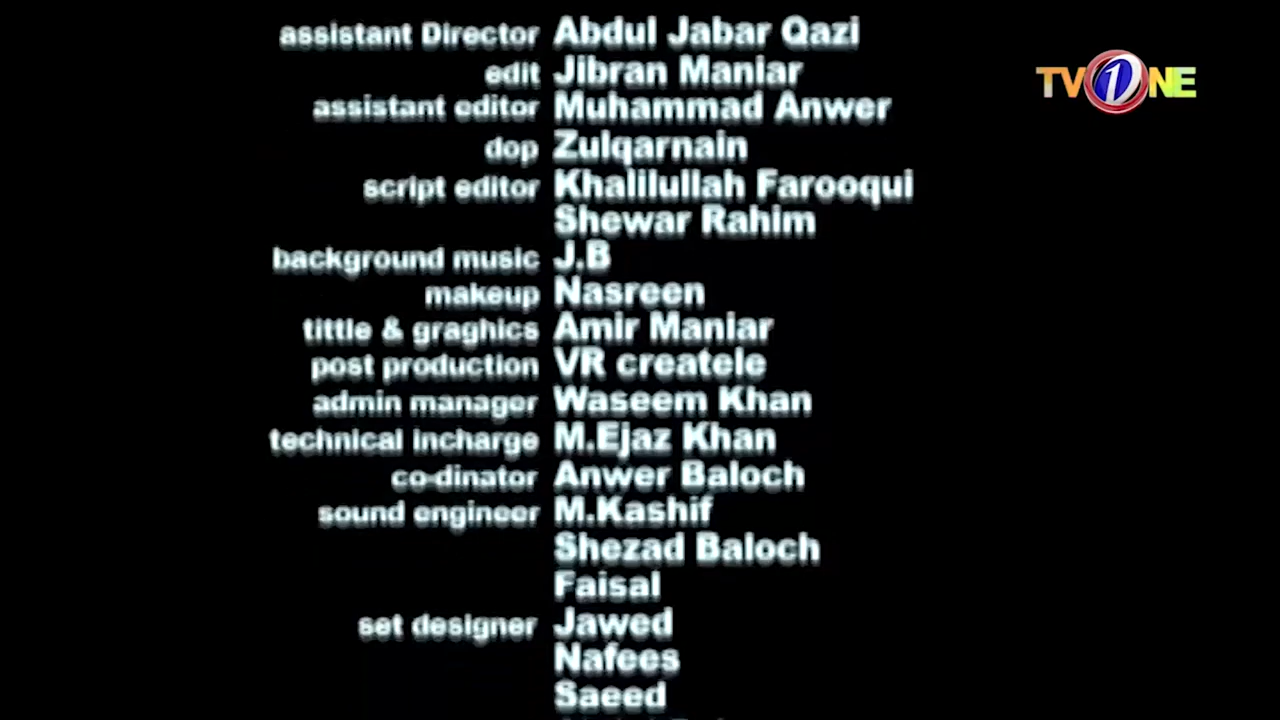 assistant Director Abdul Jabar Qazi
TV ONE
edit Jibran Maniar
assistant editor Muhammad Anwer
dop Zulqarnain
script editor Khalilullah Farooqui
Shewar Rahim
background music J.B
makeup Nasreen
tittle & graghics Amir Maniar
post production VR createle
admin manager Waseem Khan
technical incharge M.Ejaz Khan
co-dinator Anwer Baloch
sound engineer M.Kashif
Shezad Baloch
Faisal
set designer Jawed
Nafees
Saeed